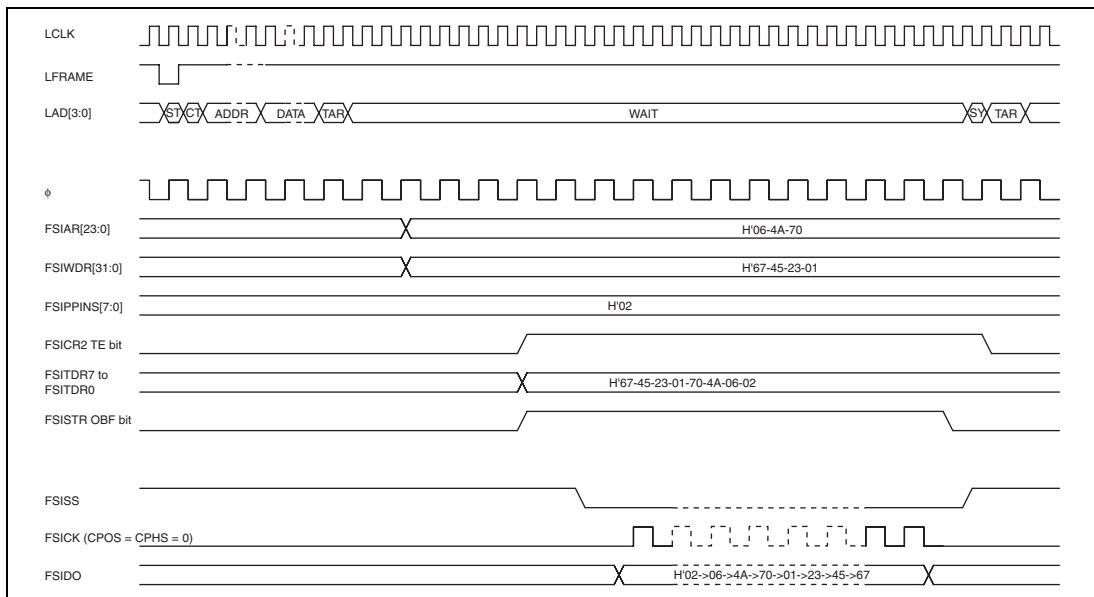 LCLK
LFRAME
LAD[3:0] ST CT ADDR DATA TAR WAIT SY TAR
ϕ
FSIAR[23:0] H'06-4A-70
FSIWDR[31:0] H'67-45-23-01
FSIPPINS[7:0] H'02
FSICR2 TE bit
FSITDR7 to
FSITDR0 H'67-45-23-01-70-4A-06-02
FSISTR OBF bit
FSISS
FSICK (CPOS = CPHS = 0)
FSIDO H'02->06->4A->70->01->23->45->67